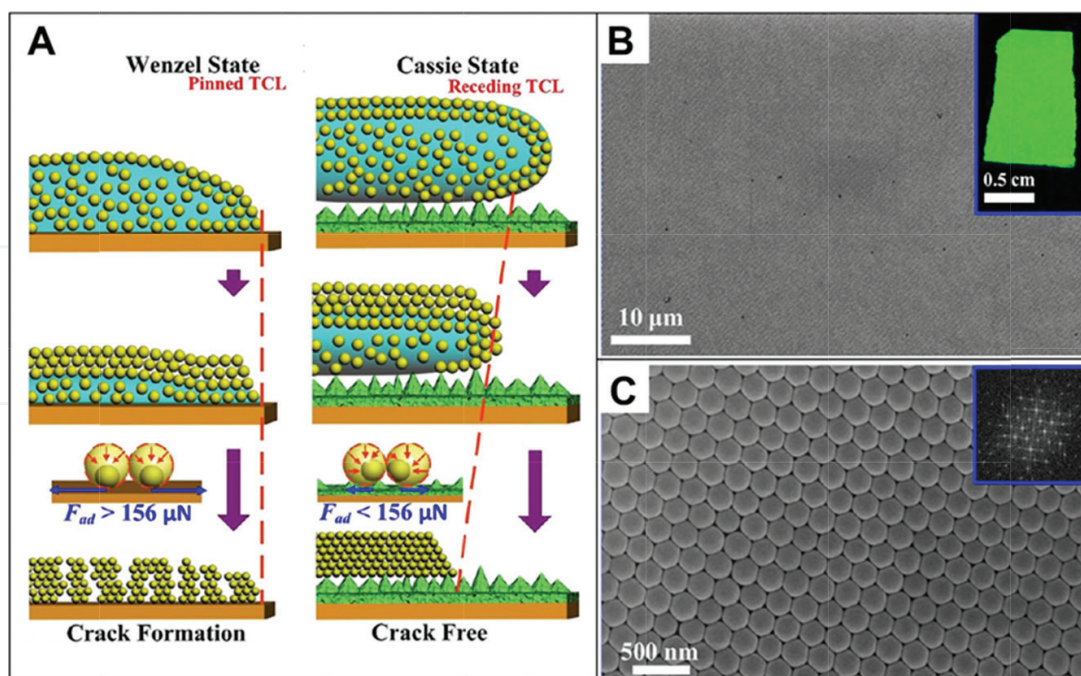 A
Wenzel State
Pinned TCL
Cassie State
Receding TCL
F_ad > 156 μN
F_ad < 156 μN
Crack Formation
Crack Free
B
0.5 cm
10 μm
C
500 nm